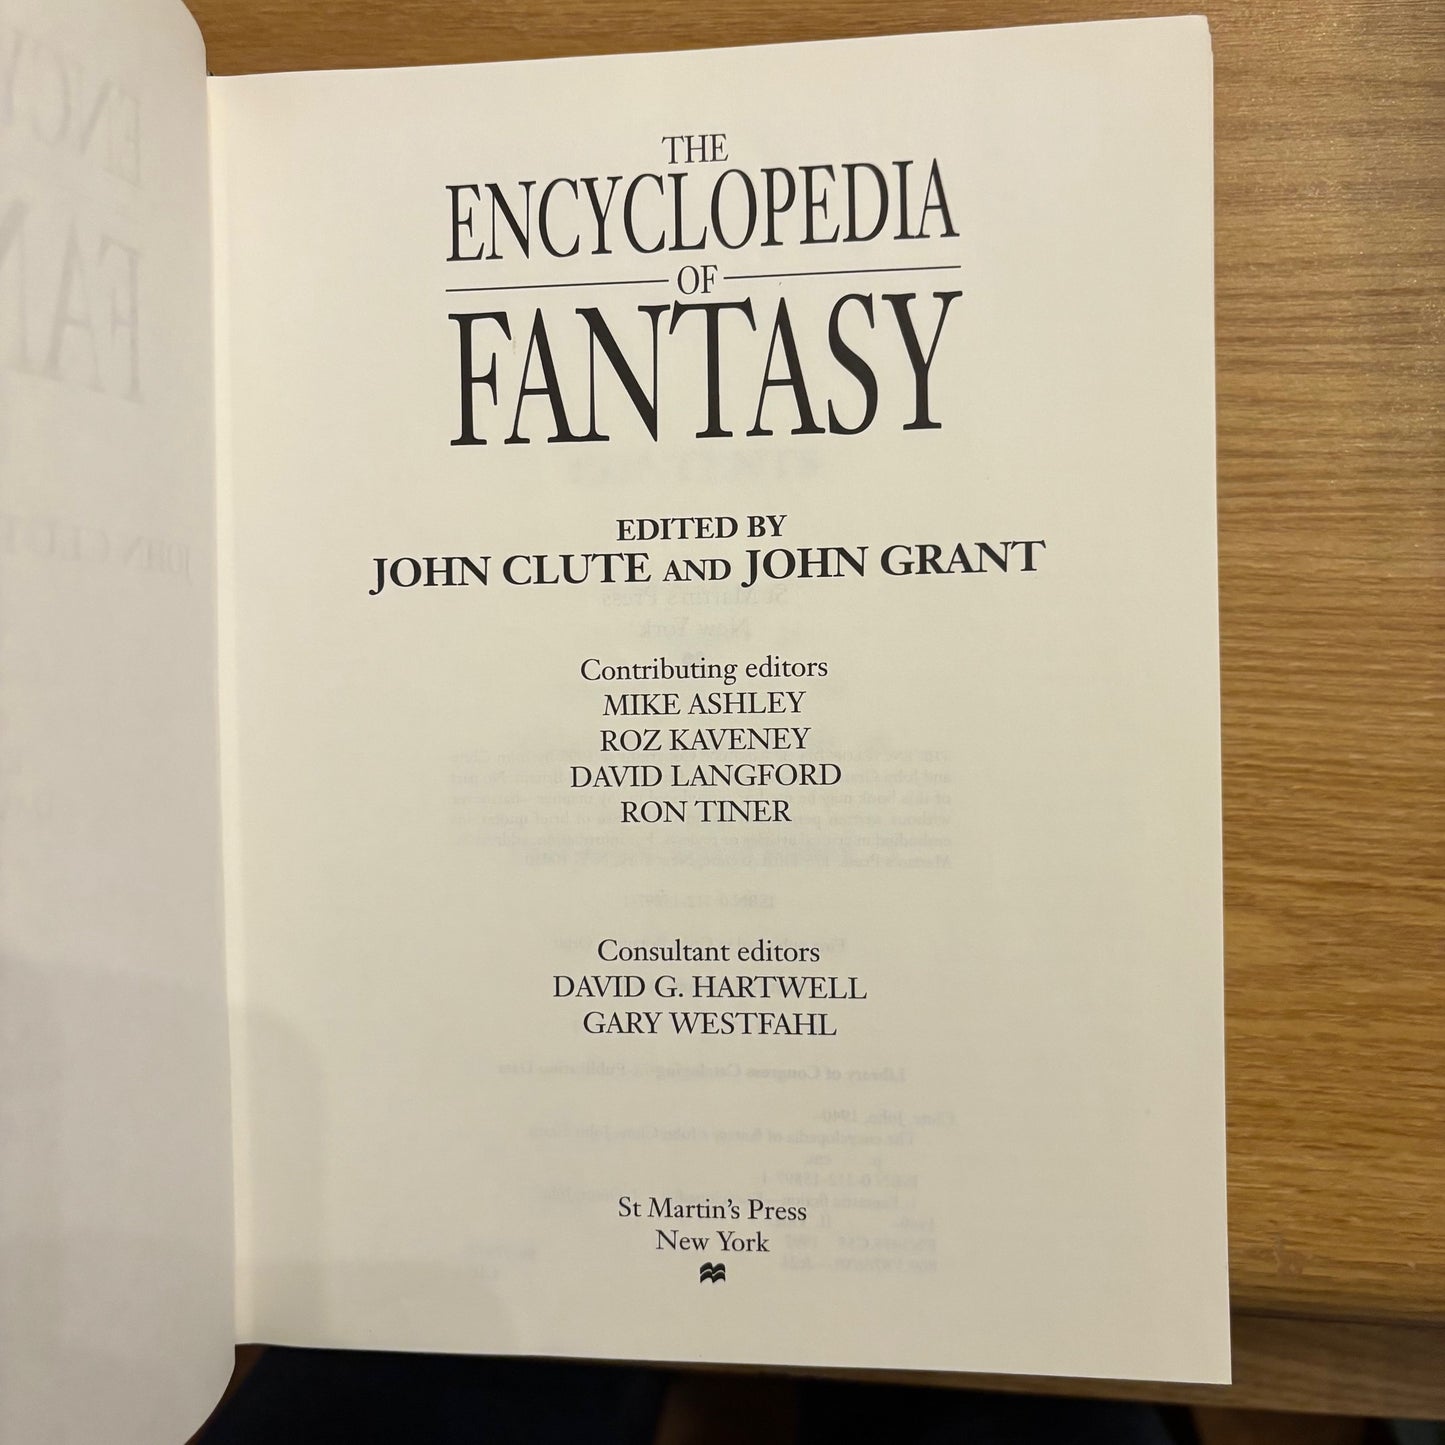 THE
ENCYCLOPEDIA
OF
FANTASY
EDITED BY
JOHN CLUTE AND JOHN GRANT
Contributing editors
MIKE ASHLEY
ROZ KAVENEY
DAVID LANGFORD
RON TINER
Consultant editors
DAVID G. HARTWELL
GARY WESTFAHL
St Martin's Press
New York